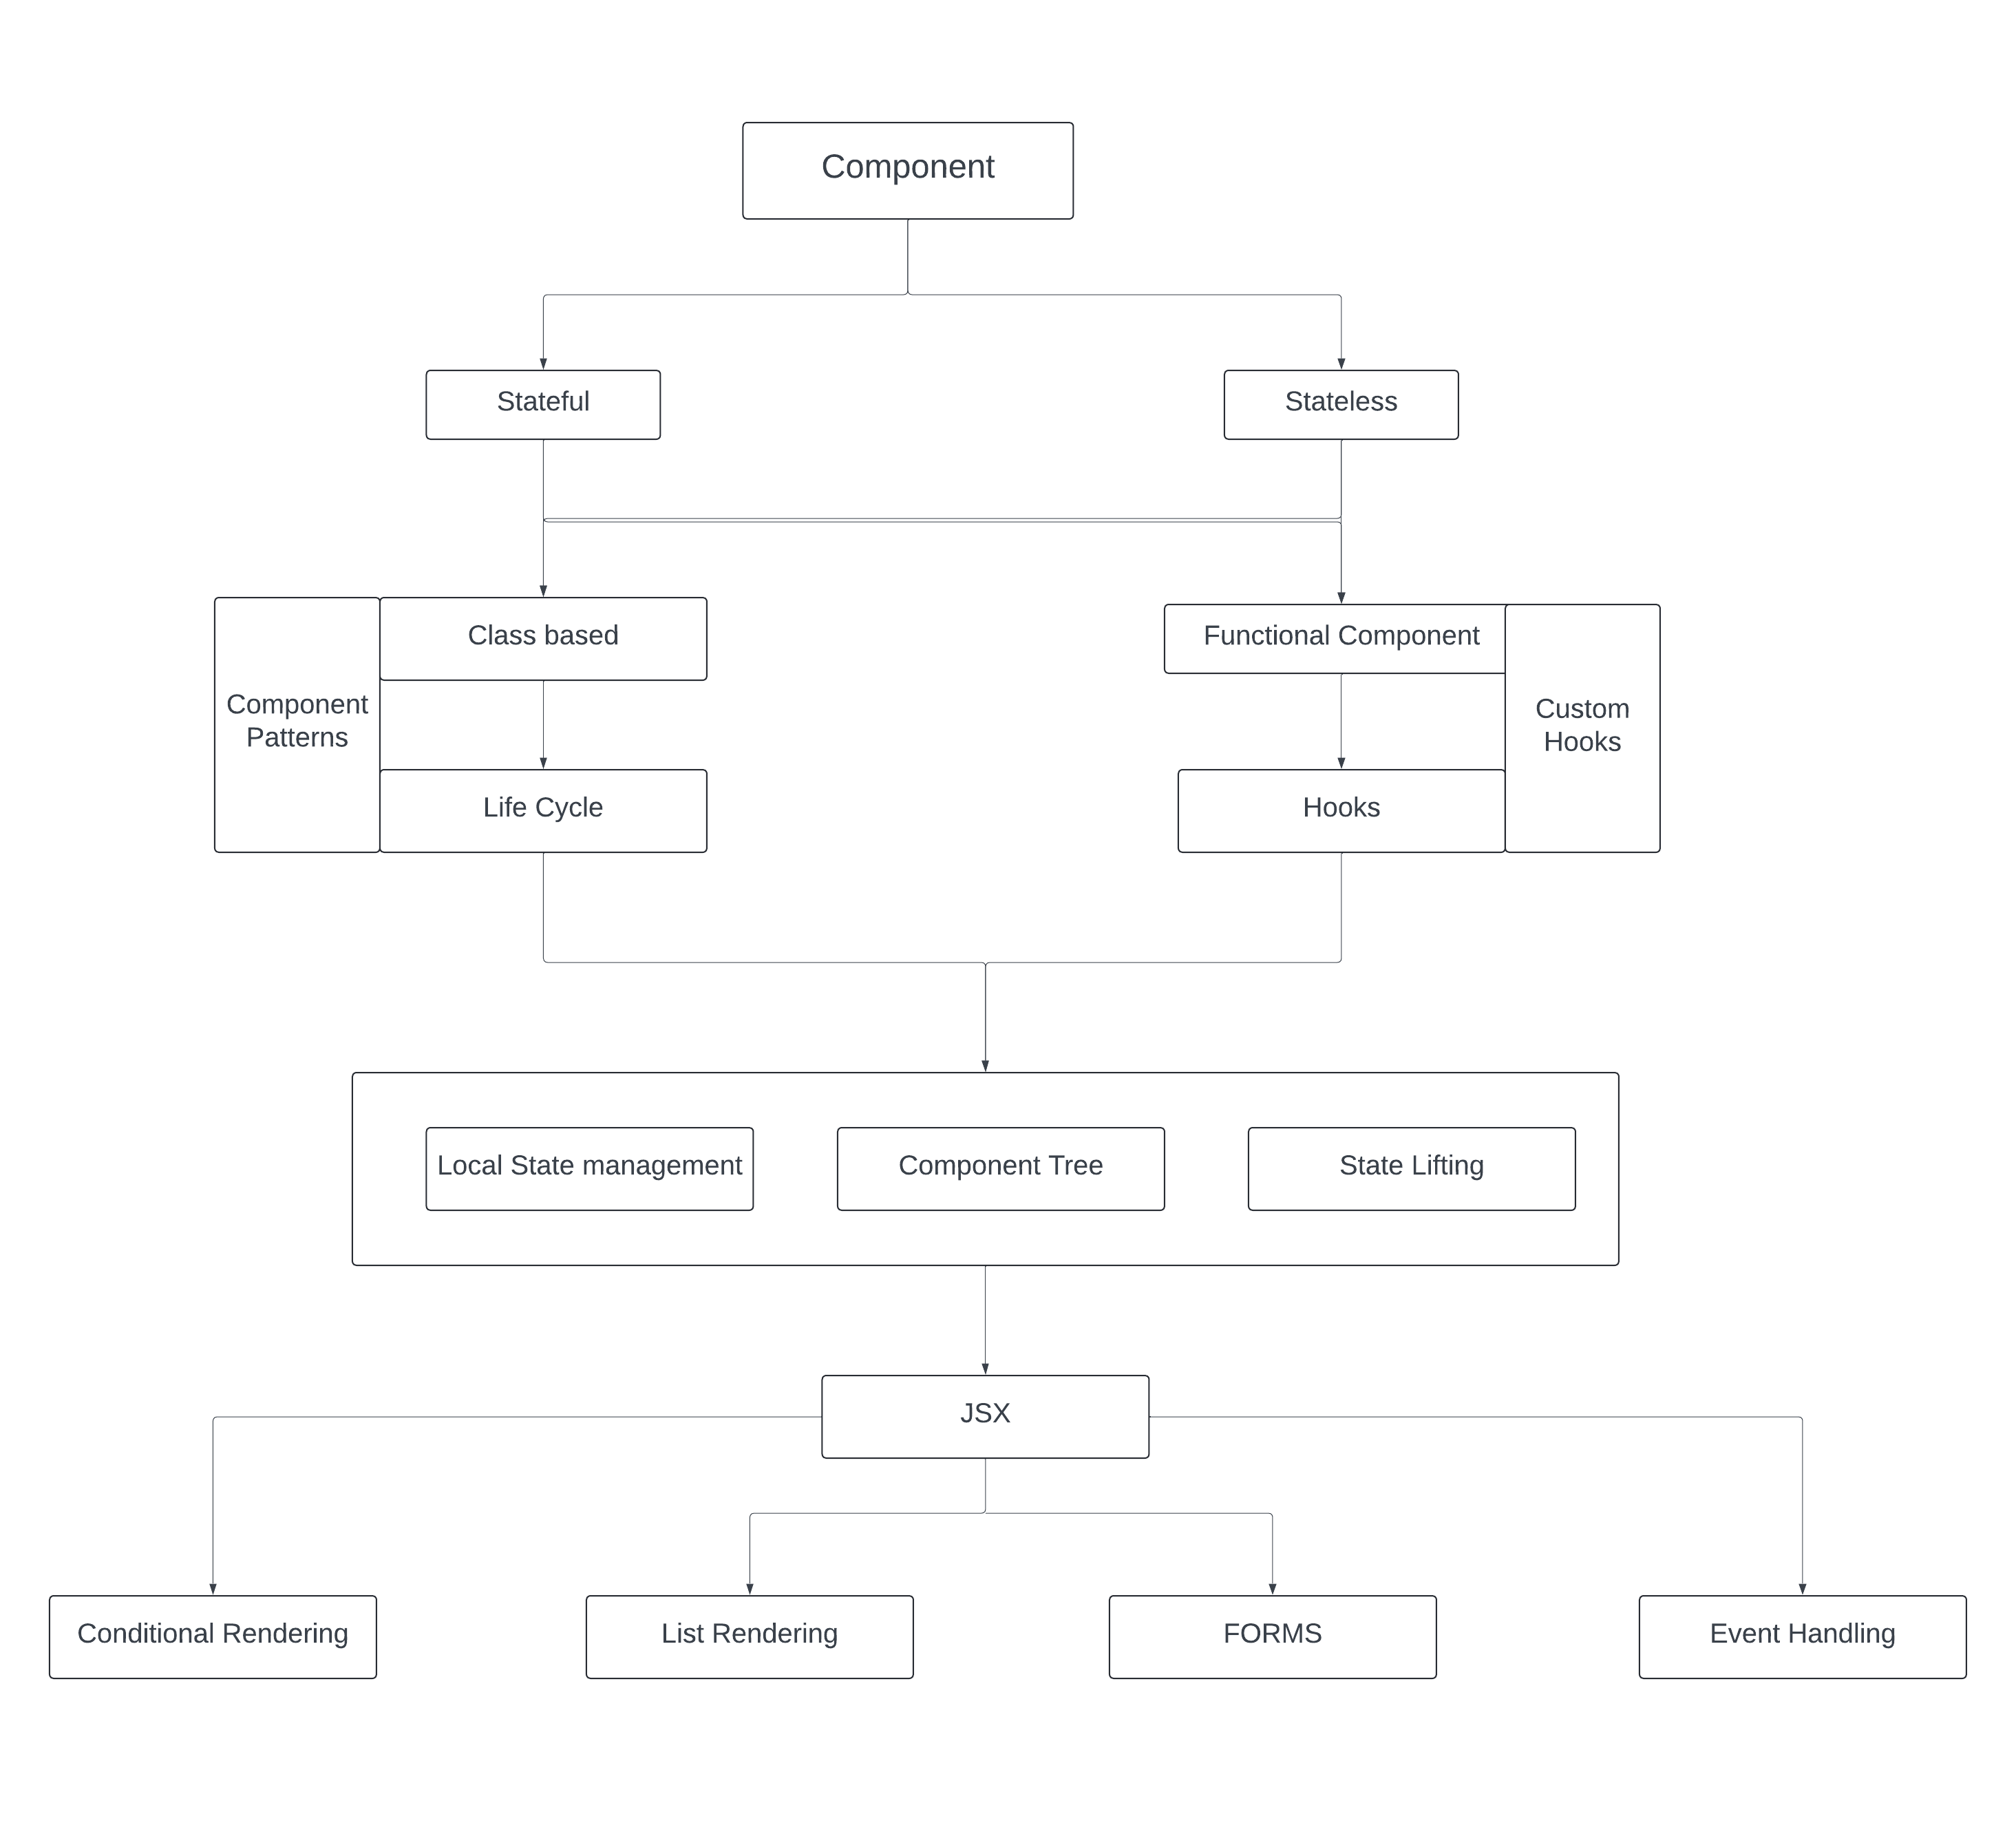 Component
Stateful
Stateless
Class based
Functional Component
Component
Patterns
Custom
Hooks
Life Cycle
Hooks
Local State management
Component Tree
State Lifting
JSX
Conditional Rendering
List Rendering
FORMS
Event Handling